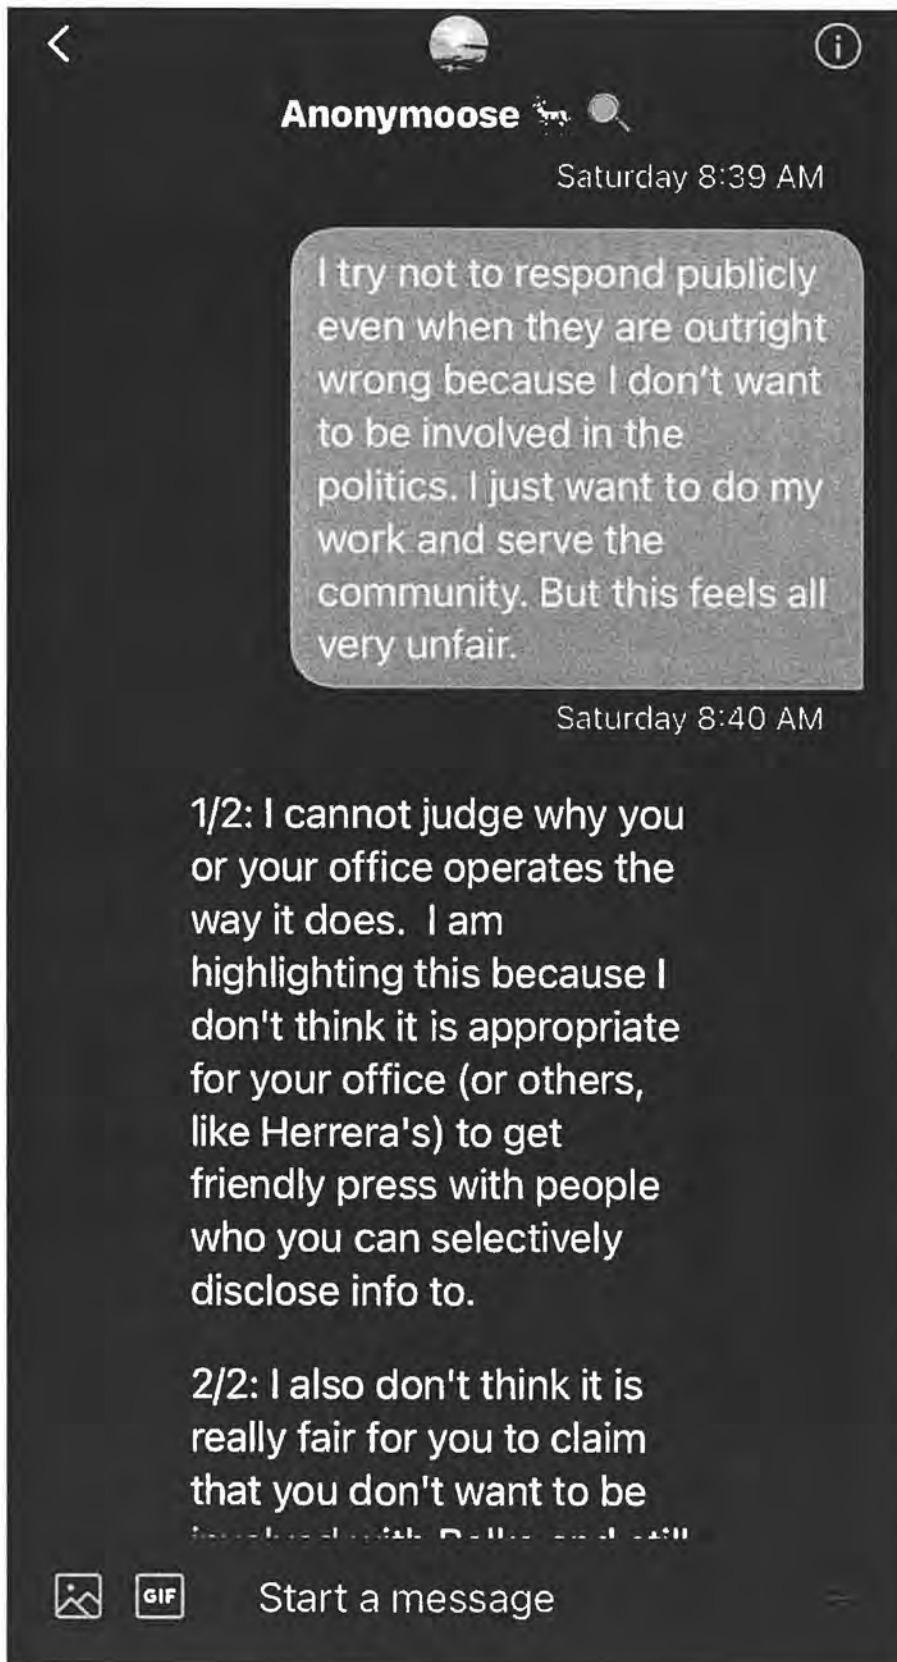 Anonymoose
Saturday 8:39 AM
I try not to respond publicly
even when they are outright
wrong because I don't want
to be involved in the
politics. I just want to do my
work and serve the
community. But this feels all
very unfair.
Saturday 8:40 AM
1/2: I cannot judge why you
or your office operates the
way it does.  I am
highlighting this because I
don't think it is appropriate
for your office (or others,
like Herrera's) to get
friendly press with people
who you can selectively
disclose info to.
2/2: I also don't think it is
really fair for you to claim
that you don't want to be
involved with and still
GIF
Start a message